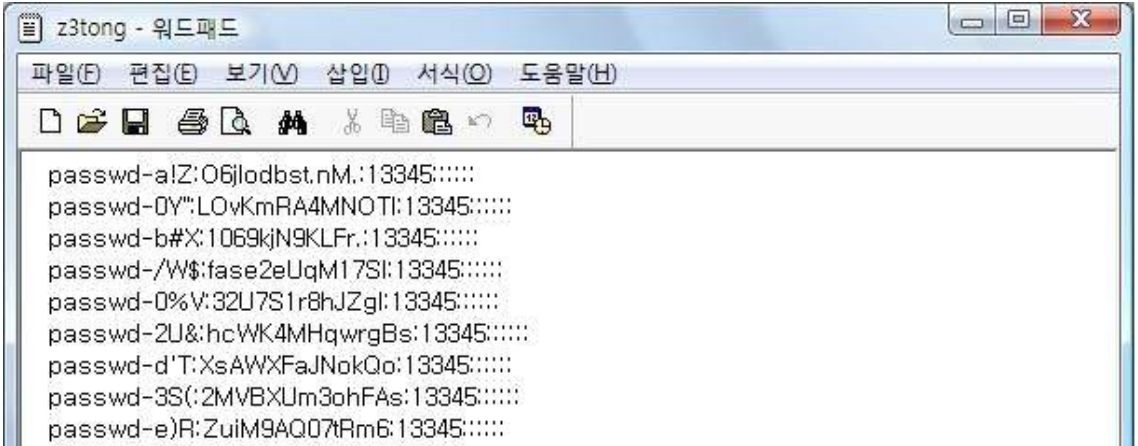 z3tong - 워드패드
파일(F) 편집(E) 보기(V) 삽입(I) 서식(O) 도움말(H)
passwd-a!Z:O6jlodbst.nM.:13345::::::
passwd-0Y":LOvKmRA4MNOTI:13345::::::
passwd-b#X:1069kjN9KLFr.:13345::::::
passwd-/W$:fase2eUqM17SI:13345::::::
passwd-0%V:32U7S1r8hJZgI:13345::::::
passwd-2U&:hcWK4MHqwrgBs:13345::::::
passwd-d'T:XsAWXFaJNokQo:13345::::::
passwd-3S(:2MVBXUm3ohFAs:13345::::::
passwd-e)R:ZuiM9AQ07tRm6:13345::::::